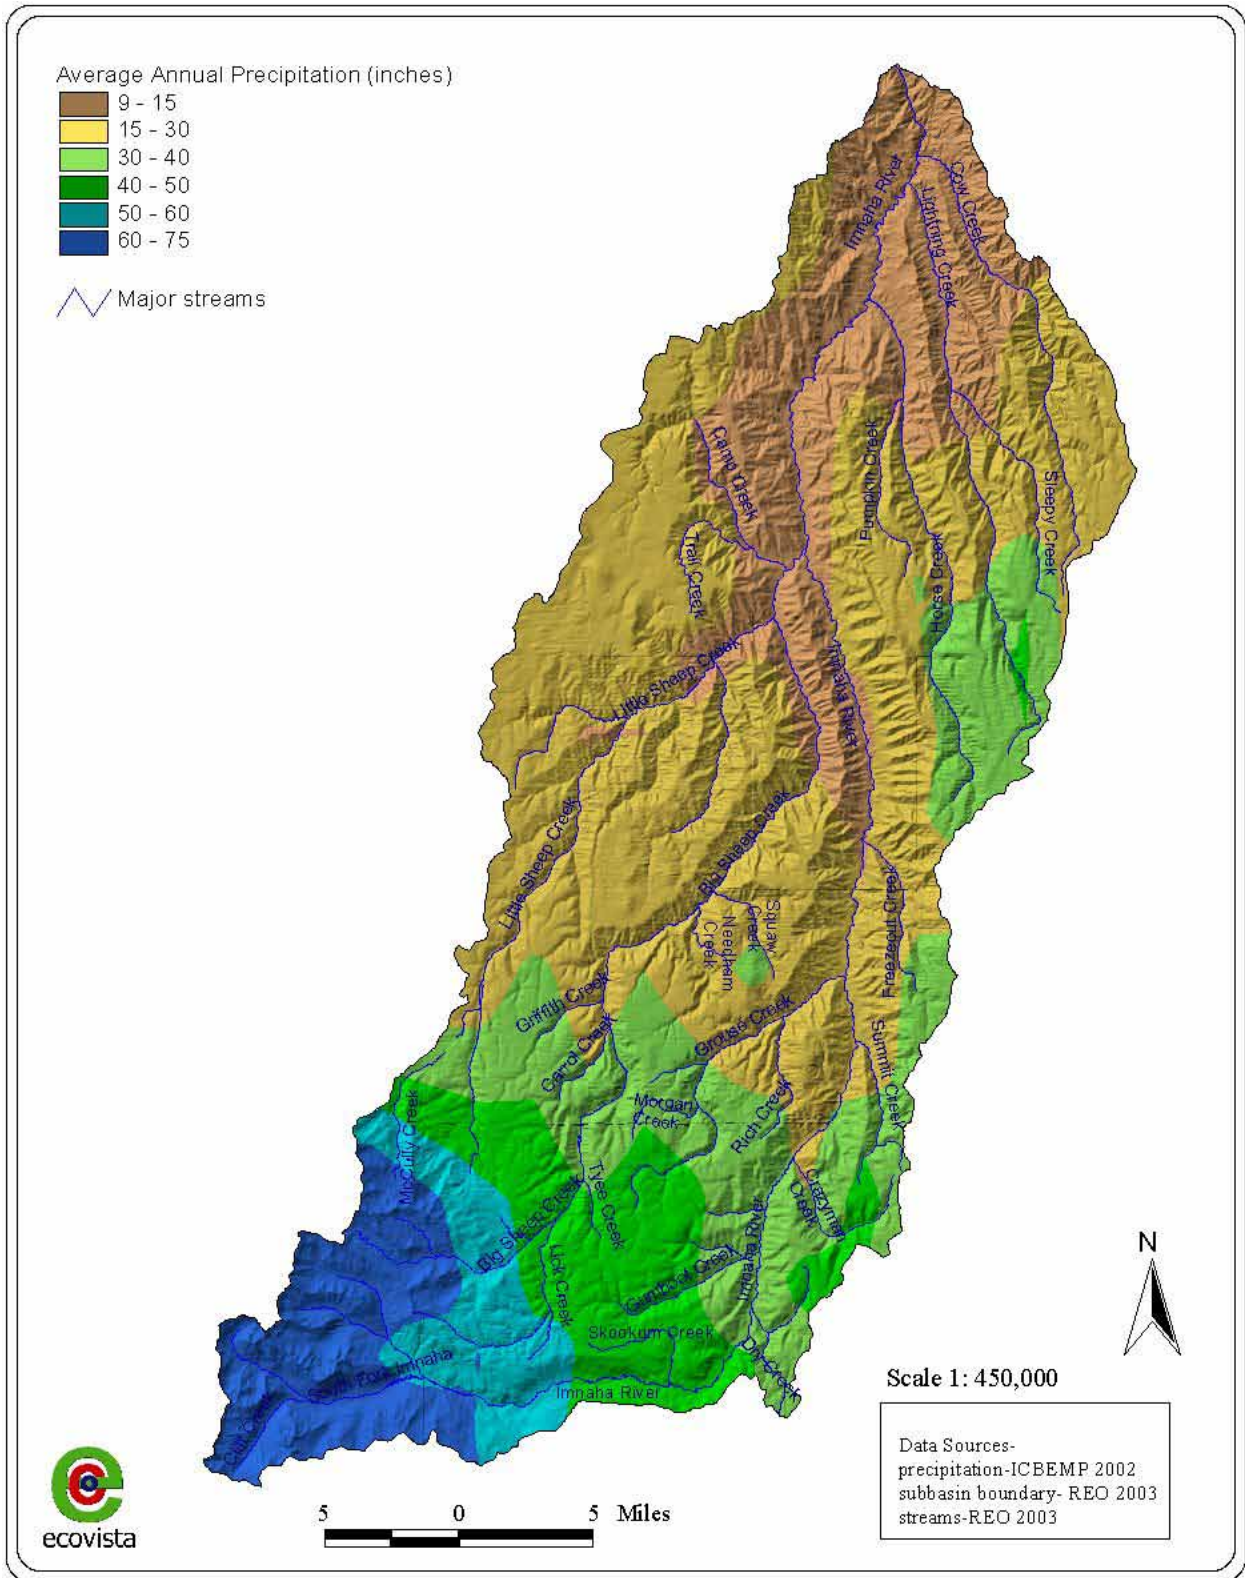 Average Annual Precipitation (inches)
9 - 15
15 - 30
30 - 40
40 - 50
50 - 60
60 - 75
Major streams
Imnaha River
Cow Creek
Lightning Creek
Camp Creek
Pumpkin Creek
Sleepy Creek
Trail Creek
Horse Creek
Little Sheep Creek
Imnaha River
Little Sheep Creek
Big Sheep Creek
Squaw
Creek
Needham
Creek
Freezeout Creek
Griffith Creek
Grouse Creek
Carrol Creek
Summit Creek
Morgan
Creek
Rich Creek
McCully Creek
Tyee Creek
Crazyman
Creek
Big Sheep Creek
Imnaha River
Lick Creek
Gumboot Creek
Skookum Creek
Dry Creek
South Fork Imnaha
Imnaha River
Cliff Creek
N
Scale 1: 450,000
Data Sources-
precipitation-ICBEMP 2002
subbasin boundary- REO 2003
streams-REO 2003
5 0 5 Miles
e
ecovista